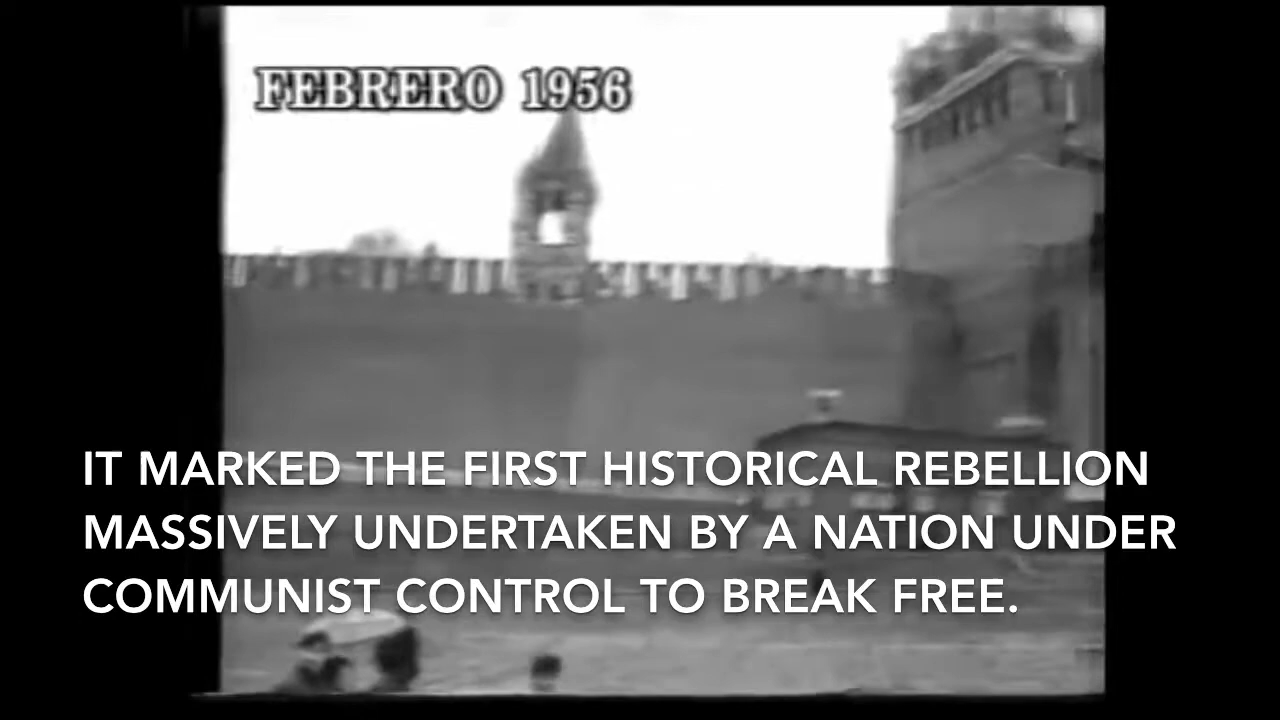 FEBRERO 1956
IT MARKED THE FIRST HISTORICAL REBELLION
MASSIVELY UNDERTAKEN BY A NATION UNDER
COMMUNIST CONTROL TO BREAK FREE.